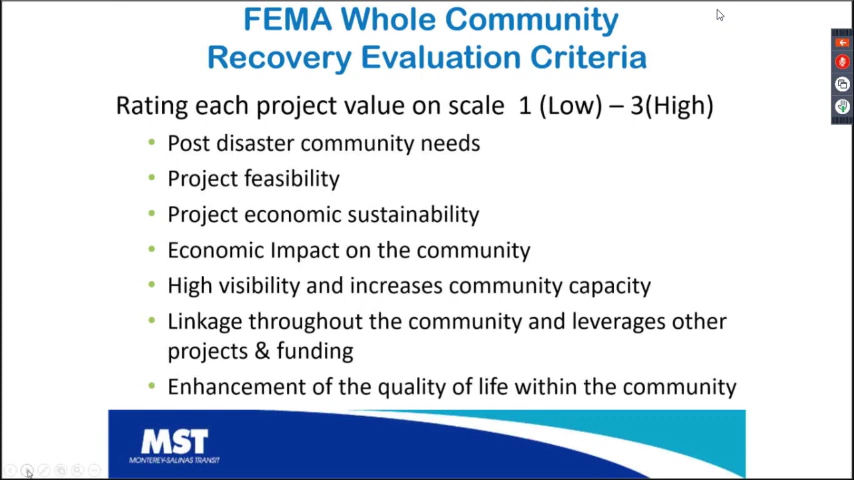 FEMA Whole Community
Recovery Evaluation Criteria
Rating each project value on scale 1 (Low) – 3(High)
• Post disaster community needs
• Project feasibility
• Project economic sustainability
• Economic Impact on the community
• High visibility and increases community capacity
• Linkage throughout the community and leverages other
projects & funding
• Enhancement of the quality of life within the community
MST
MONTEREY-SALINAS TRANSIT